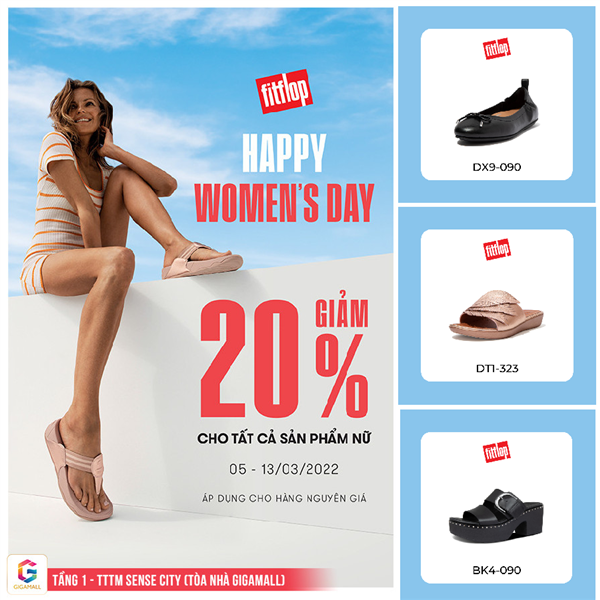 fitflop
HAPPY
WOMEN'S DAY
GIẢM
20%
CHO TẤT CẢ SẢN PHẨM NỮ
05 - 13/03/2022
ÁP DỤNG CHO HÀNG NGUYÊN GIÁ
GIGAMALL
TẦNG 1 - TTTM SENSE CITY (TÒA NHÀ GIGAMALL)
fitflop
DX9-090
fitflop
DT1-323
fitflop
BK4-090